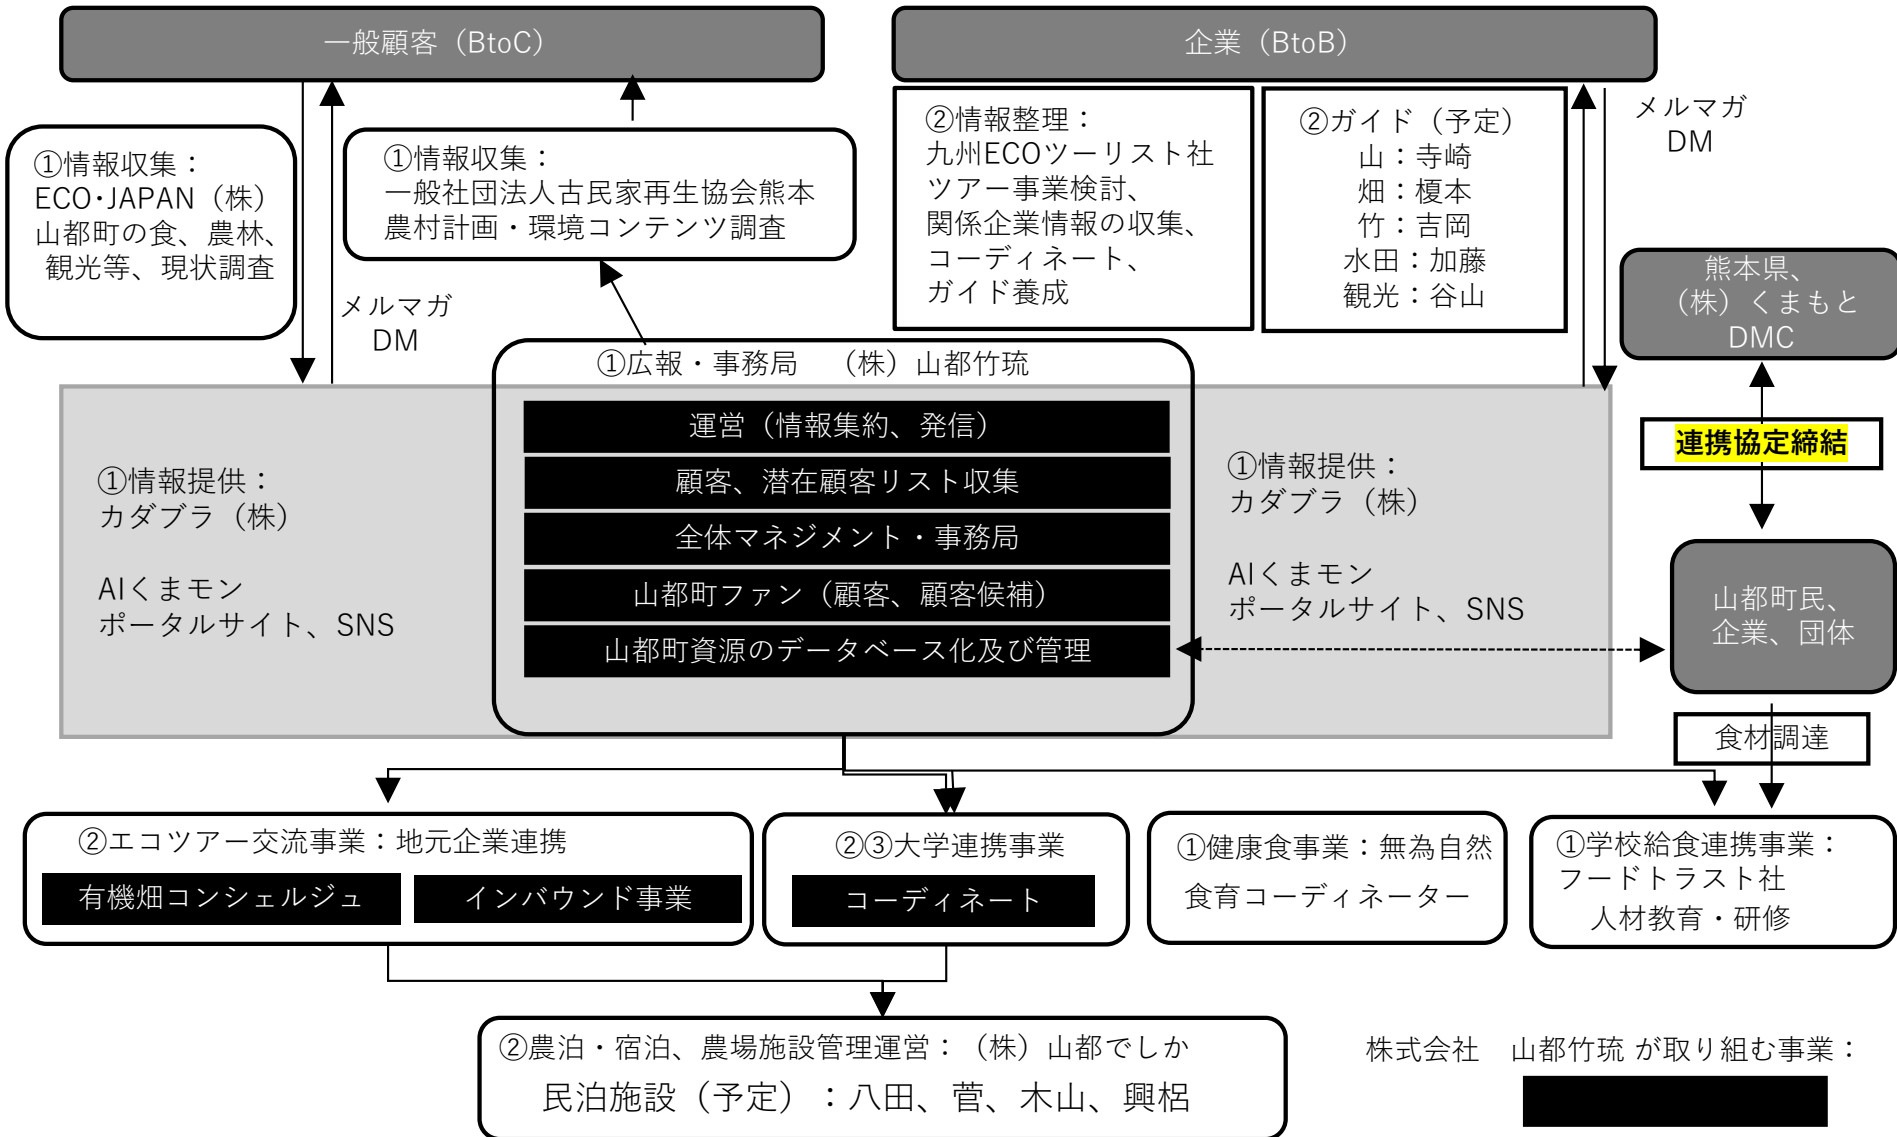 一般顧客（BtoC）
企業（BtoB）
①情報収集：
ECO･JAPAN（株）
山都町の食、農林、
観光等、現状調査
①情報収集：
一般社団法人古民家再生協会熊本
農村計画・環境コンテンツ調査
メルマガ
DM
②情報整理：
九州ECOツーリスト社
ツアー事業検討、
関係企業情報の収集、
コーディネート、
ガイド養成
②ガイド（予定）
山：寺崎
畑：榎本
竹：吉岡
水田：加藤
観光：谷山
メルマガ
DM
熊本県、
（株）くまもと
DMC
連携協定締結
山都町民、
企業、団体
食材調達
①広報・事務局　（株）山都竹琉
運営（情報集約、発信）
顧客、潜在顧客リスト収集
全体マネジメント・事務局
山都町ファン（顧客、顧客候補）
山都町資源のデータベース化及び管理
①情報提供：
カダブラ（株）
AIくまモン
ポータルサイト、SNS
①情報提供：
カダブラ（株）
AIくまモン
ポータルサイト、SNS
②エコツアー交流事業：地元企業連携
有機畑コンシェルジュ
インバウンド事業
②③大学連携事業
コーディネート
①健康食事業：無為自然
食育コーディネーター
①学校給食連携事業：
フードトラスト社
人材教育・研修
②農泊・宿泊、農場施設管理運営：（株）山都でしか
民泊施設（予定）：八田、菅、木山、興梠
株式会社　山都竹琉 が取り組む事業：